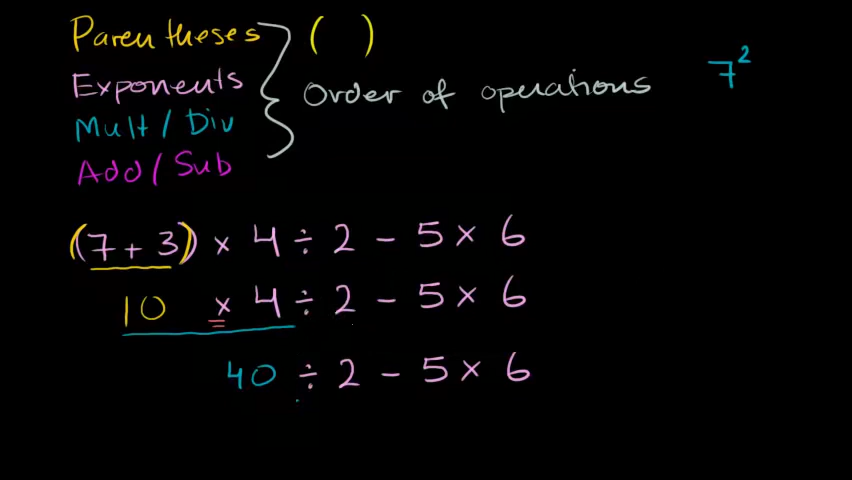 Parentheses ( )
Exponents Order of operations 7²
Mult / Div
Add / Sub
(7 + 3) × 4 ÷ 2 − 5 × 6
10 × 4 ÷ 2 − 5 × 6
40 ÷ 2 − 5 × 6